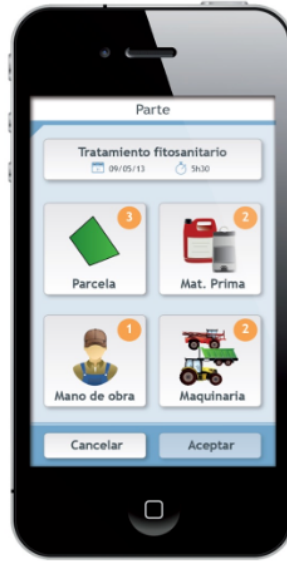 Parte
Tratamiento fitosanitario
09/05/13 5h30
3
2
Parcela
Mat. Prima
1
2
Mano de obra
Maquinaria
Cancelar
Aceptar